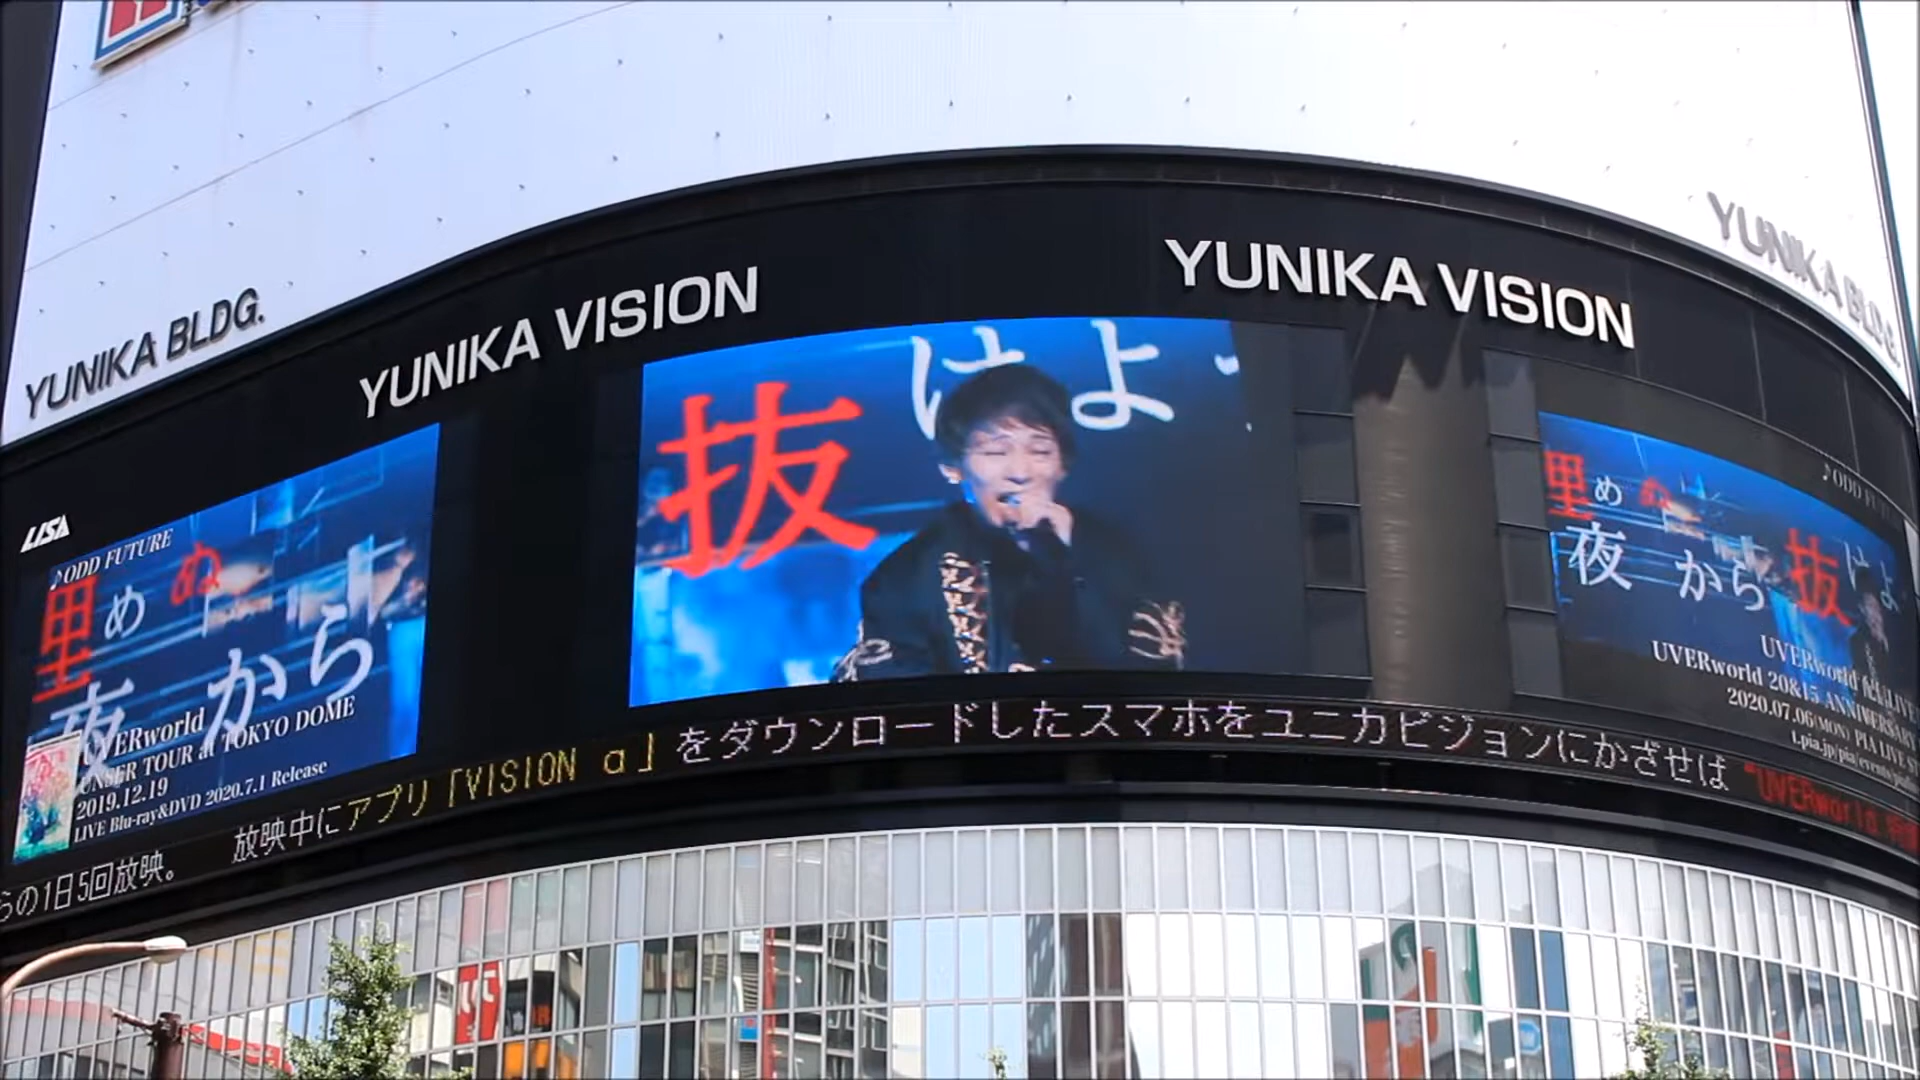 YUNIKA BLDG.
YUNIKA VISION
YUNIKA VISION
YUNIKA BLDG.
LISA
♪ODD FUTURE
里めぬ
夜から
UVERworld
UNSER TOUR at TOKYO DOME
2019.12.19
LIVE Blu-ray&DVD 2020.7.1 Release
抜けよ
♪ODD
里めぬ
夜から抜けよ
UVERworld
UVERworld 20&15 ANNIVERSARY
2020.07.06(MON) PIA LIVE
t.pia.jp/pia/events
らの1日5回放映。 放映中にアプリ「VISION α」をダウンロードしたスマホをユニカビジョンにかざせば "UVERworld